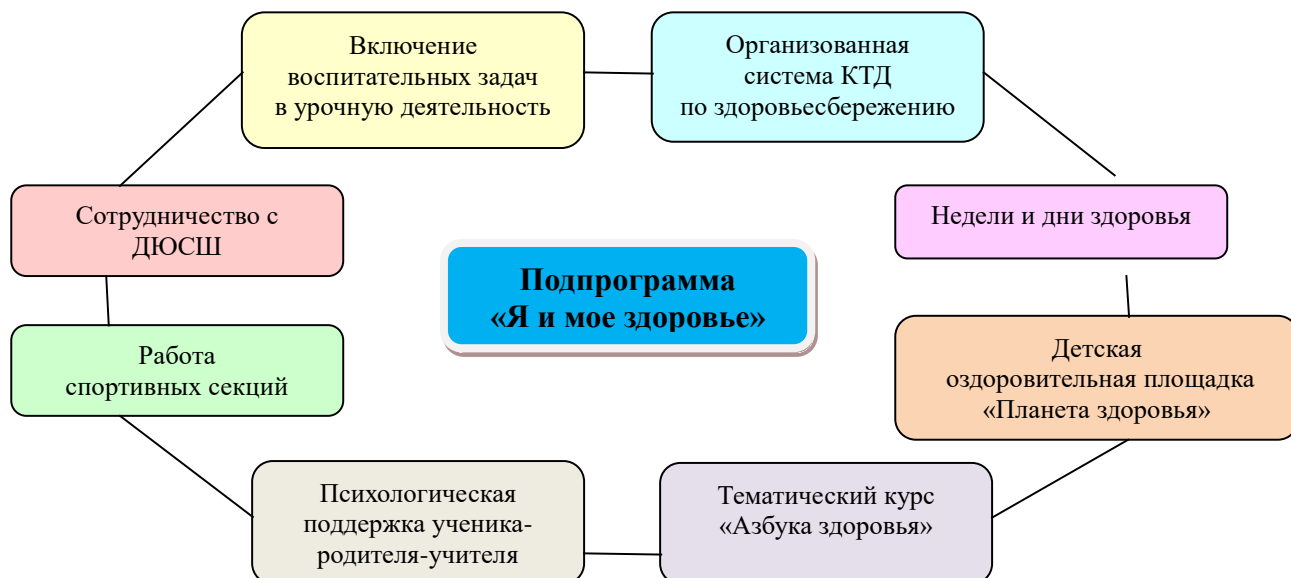 Включение
воспитательных задач
в урочную деятельность
Организованная
система КТД
по здоровьесбережению
Сотрудничество с
ДЮСШ
Недели и дни здоровья
Подпрограмма
«Я и мое здоровье»
Работа
спортивных секций
Детская
оздоровительная площадка
«Планета здоровья»
Психологическая
поддержка ученика-
родителя-учителя
Тематический курс
«Азбука здоровья»